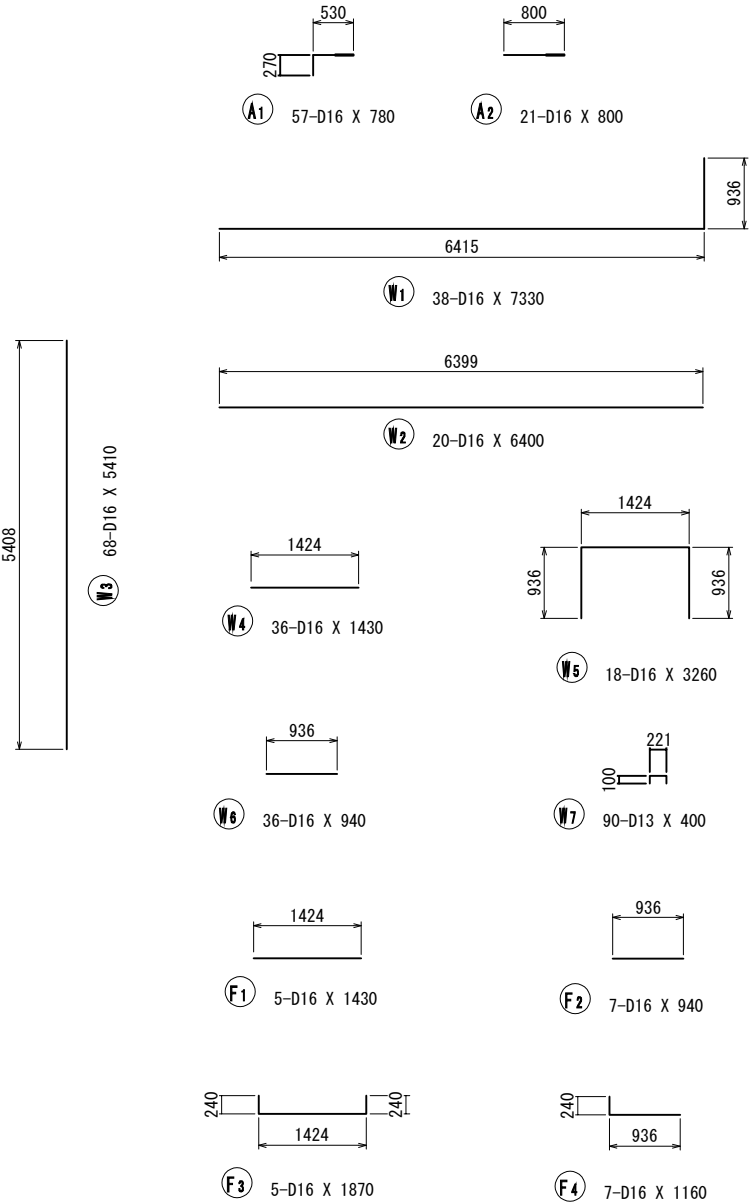 530
800
270
A1 57-D16 X 780
A2 21-D16 X 800
936
6415
W1 38-D16 X 7330
6399
W2 20-D16 X 6400
5408
W3 68-D16 X 5410
1424
W4 36-D16 X 1430
1424
936
936
W5 18-D16 X 3260
936
W6 36-D16 X 940
221
100
W7 90-D13 X 400
1424
F1 5-D16 X 1430
936
F2 7-D16 X 940
240
240
1424
F3 5-D16 X 1870
240
936
F4 7-D16 X 1160